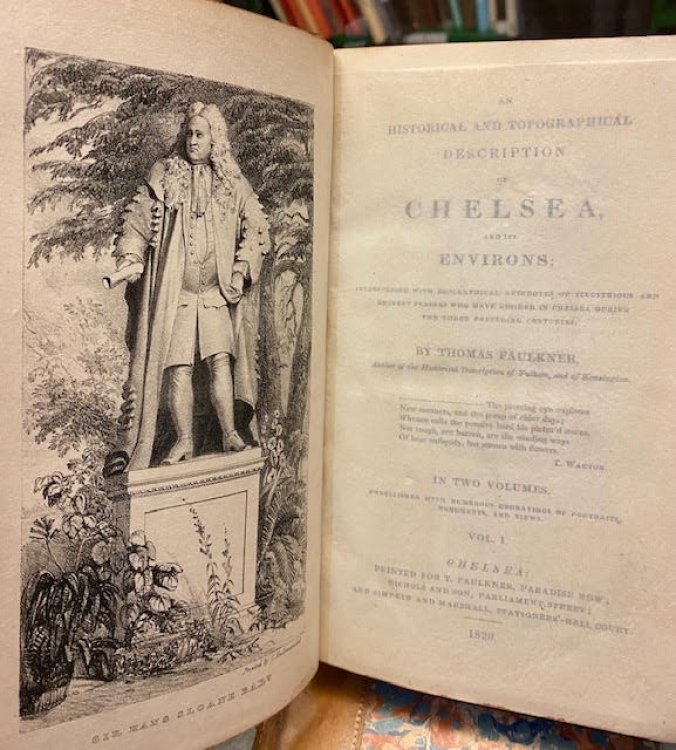 SIR HANS SLOANE BART
Printed by
AN
HISTORICAL AND TOPOGRAPHICAL
DESCRIPTION
OF
CHELSEA,
AND ITS
ENVIRONS;
INTERSPERSED WITH BIOGRAPHICAL ANECDOTES OF ILLUSTRIOUS AND
EMINENT PERSONS WHO HAVE RESIDED IN CHELSEA DURING
THE THREE PRECEDING CENTURIES.
BY THOMAS FAULKNER,
Author of the Historical Description of Fulham, and of Kensington.
The piercing eye explores
New manners, and the pomp of elder days;
Whence culls the pensive bard his pictur'd stores.
Nor rough, nor barren, are the winding ways
Of hoar antiquity, but strewn with flowers.
T. WARTON
IN TWO VOLUMES.
EMBELLISHED WITH NUMEROUS ENGRAVINGS OF PORTRAITS,
MONUMENTS, AND VIEWS.
VOL. I
CHELSEA:
PRINTED FOR T. FAULKNER, PARADISE ROW;
NICHOLS AND SON, PARLIAMENT-STREET;
AND SIMPKIN AND MARSHALL, STATIONERS'-HALL COURT.
1829